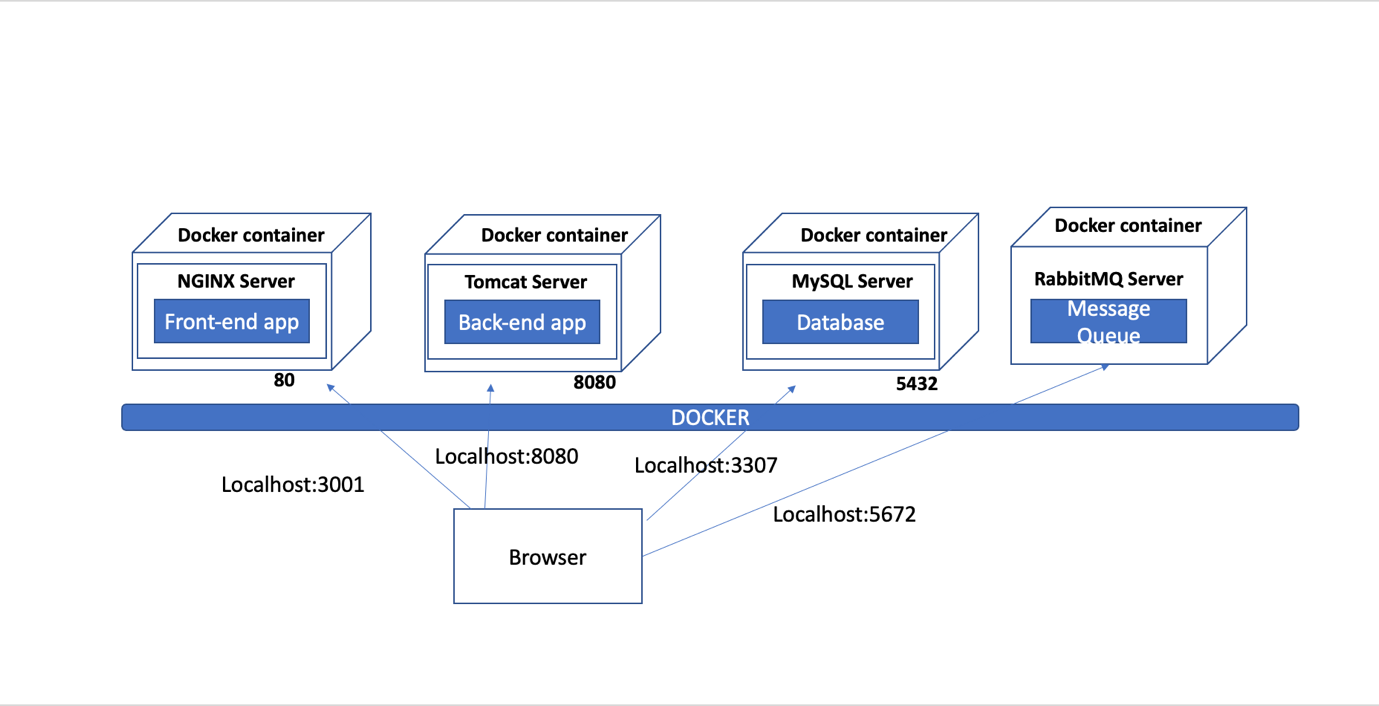 Docker container
NGINX Server
Front-end app
80
Docker container
Tomcat Server
Back-end app
8080
Docker container
MySQL Server
Database
5432
Docker container
RabbitMQ Server
Message
Queue
DOCKER
Localhost:3001
Localhost:8080
Localhost:3307
Localhost:5672
Browser